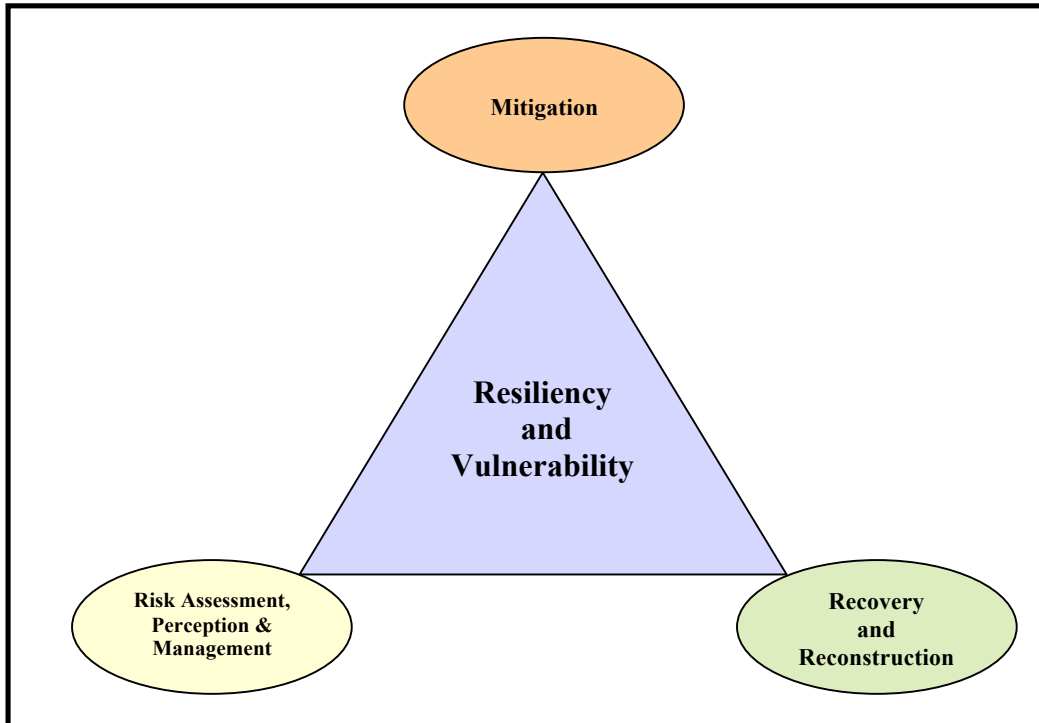 Mitigation
Resiliency
and
Vulnerability
Risk Assessment,
Perception &
Management
Recovery
and
Reconstruction